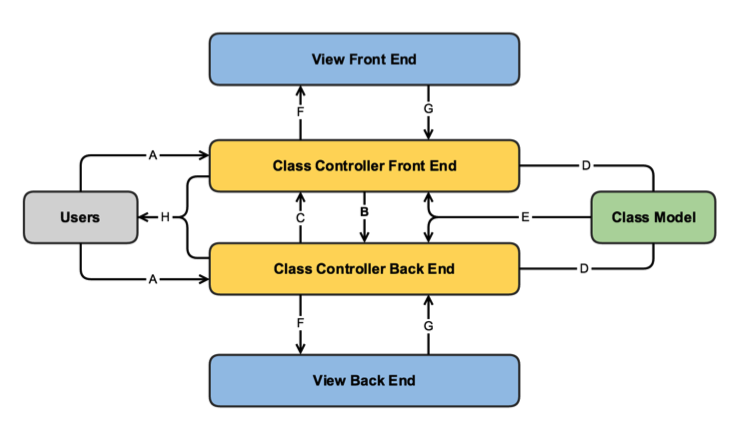 View Front End
F
G
A
Class Controller Front End
D
Users
H
C
B
E
Class Model
A
Class Controller Back End
D
F
G
View Back End